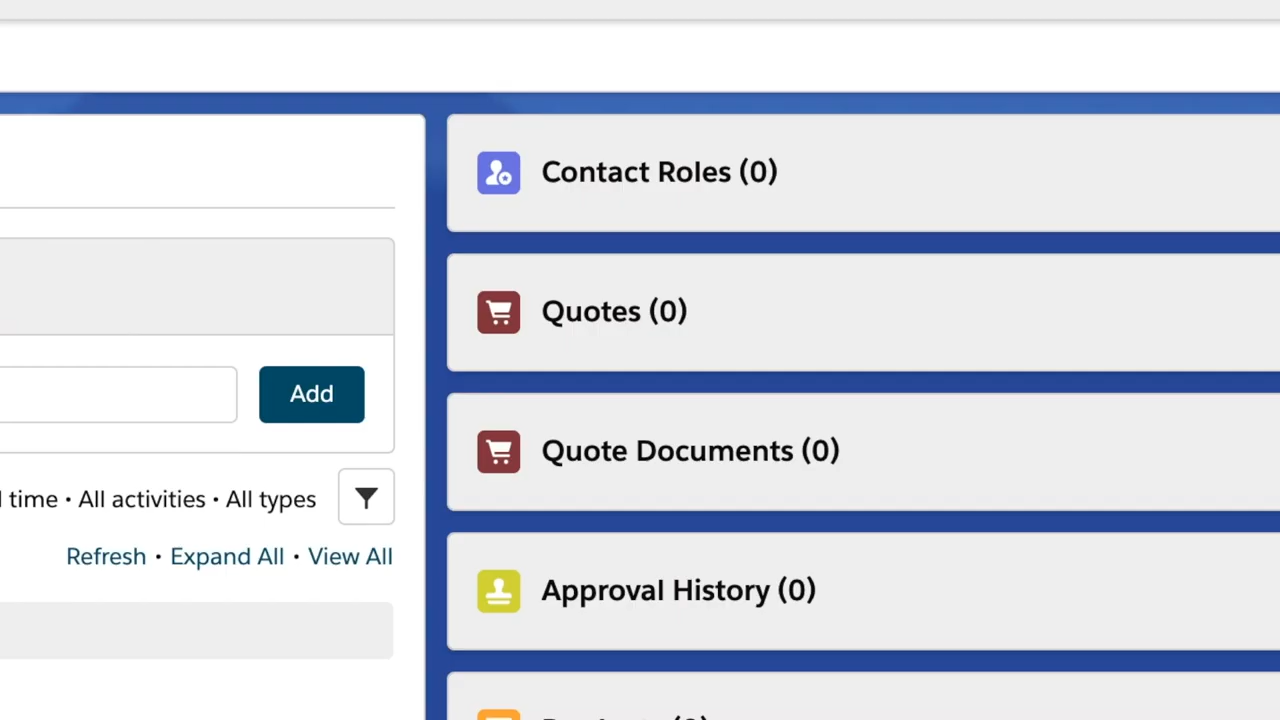 Contact Roles (0)
Quotes (0)
Add
Quote Documents (0)
time • All activities • All types
Refresh • Expand All • View All
Approval History (0)